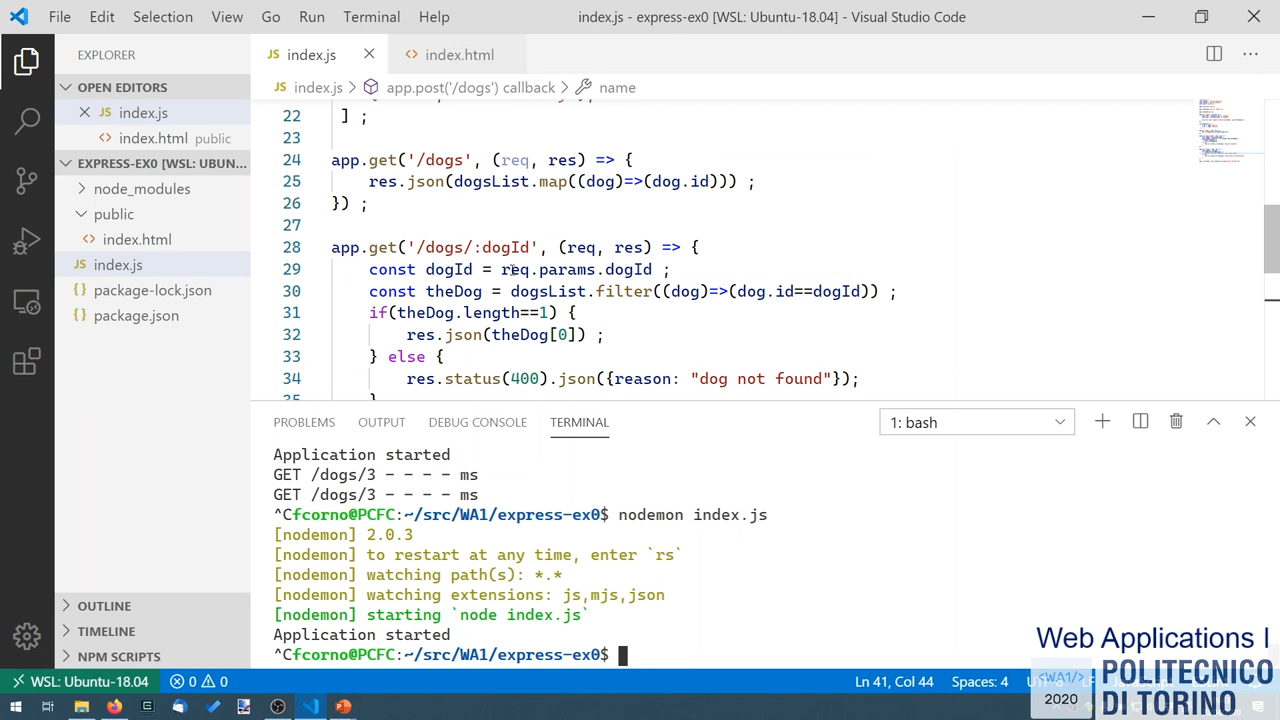 File Edit Selection View Go Run Terminal Help index.js - express-ex0 [WSL: Ubuntu-18.04] - Visual Studio Code
EXPLORER
OPEN EDITORS
JS index.js
<> index.html public
EXPRESS-EX0 [WSL: UBUN...
node_modules
public
<> index.html
JS index.js
{} package-lock.json
{} package.json
OUTLINE
TIMELINE
NPM SCRIPTS
JS index.js <> index.html
JS index.js > app.post('/dogs') callback > name
22 ] ;
23
24 app.get('/dogs', (req, res) => {
25 res.json(dogsList.map((dog)=>(dog.id))) ;
26 }) ;
27
28 app.get('/dogs/:dogId', (req, res) => {
29 const dogId = req.params.dogId ;
30 const theDog = dogsList.filter((dog)=>(dog.id==dogId)) ;
31 if(theDog.length==1) {
32 res.json(theDog[0]) ;
33 } else {
34 res.status(400).json({reason: "dog not found"});
PROBLEMS OUTPUT DEBUG CONSOLE TERMINAL 1: bash
Application started
GET /dogs/3 - - - - ms
GET /dogs/3 - - - - ms
^Cfcorno@PCFC:~/src/WA1/express-ex0$ nodemon index.js
[nodemon] 2.0.3
[nodemon] to restart at any time, enter `rs`
[nodemon] watching path(s): *.*
[nodemon] watching extensions: js,mjs,json
[nodemon] starting `node index.js`
Application started
^Cfcorno@PCFC:~/src/WA1/express-ex0$
WSL: Ubuntu-18.04 0 0 Ln 41, Col 44 Spaces: 4
Web Applications I
<WA1/>
2020
POLITECNICO
DI TORINO